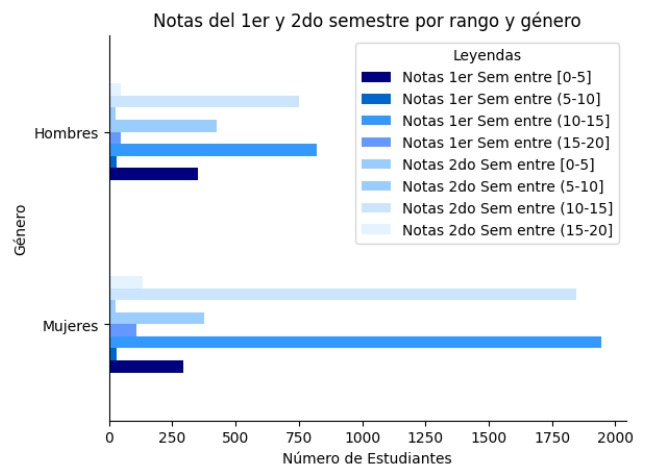 Notas del 1er y 2do semestre por rango y género
Leyendas
Notas 1er Sem entre [0-5]
Notas 1er Sem entre (5-10]
Notas 1er Sem entre (10-15]
Notas 1er Sem entre (15-20]
Notas 2do Sem entre [0-5]
Notas 2do Sem entre (5-10]
Notas 2do Sem entre (10-15]
Notas 2do Sem entre (15-20]
Género
Hombres
Mujeres
0 250 500 750 1000 1250 1500 1750 2000
Número de Estudiantes